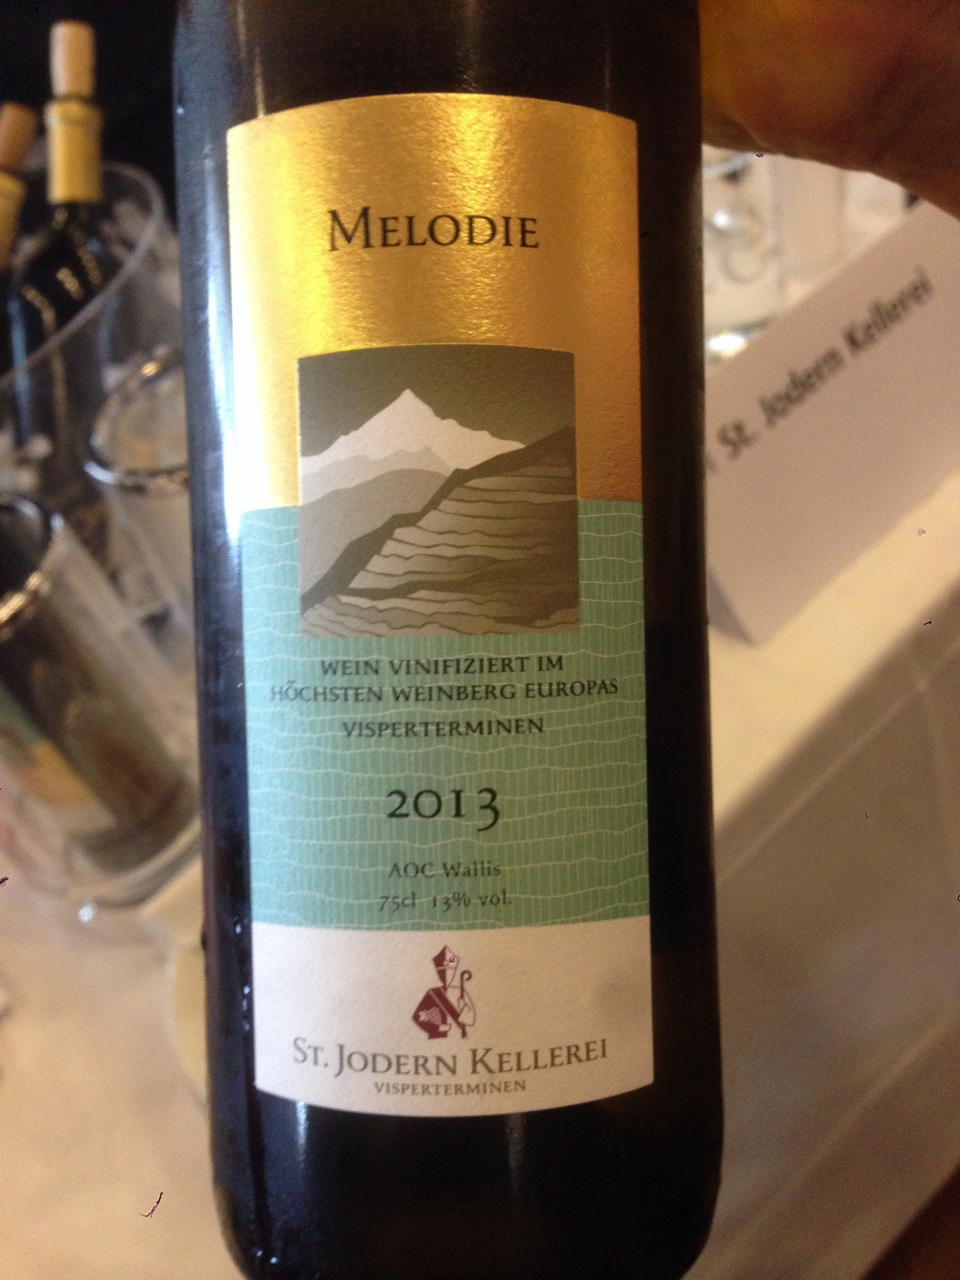 MELODIE
WEIN VINIFIZIERT IM
HÖCHSTEN WEINBERG EUROPAS
VISPERTERMINEN
2013
AOC Wallis
75cl 13% vol.
ST. JODERN KELLEREI
VISPERTERMINEN
St. Jodern Kellerei